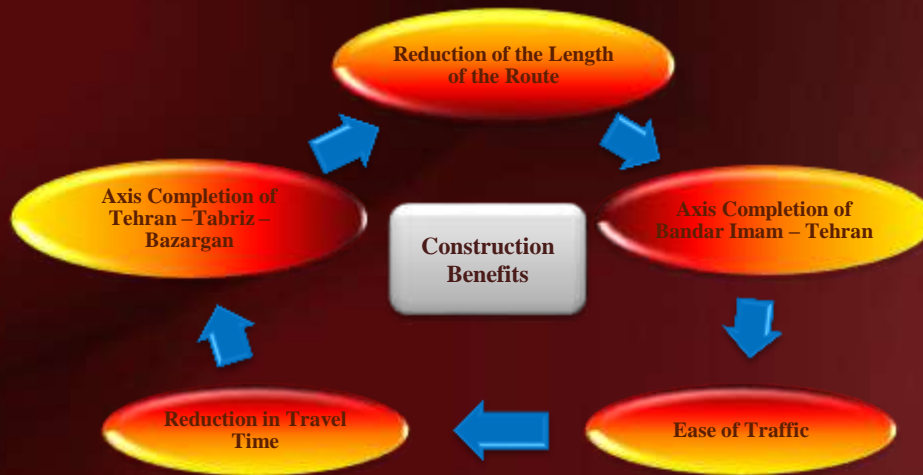 Reduction of the Length
of the Route
Axis Completion of
Tehran –Tabriz –
Bazargan
Axis Completion of
Bandar Imam – Tehran
Construction
Benefits
Reduction in Travel
Time
Ease of Traffic